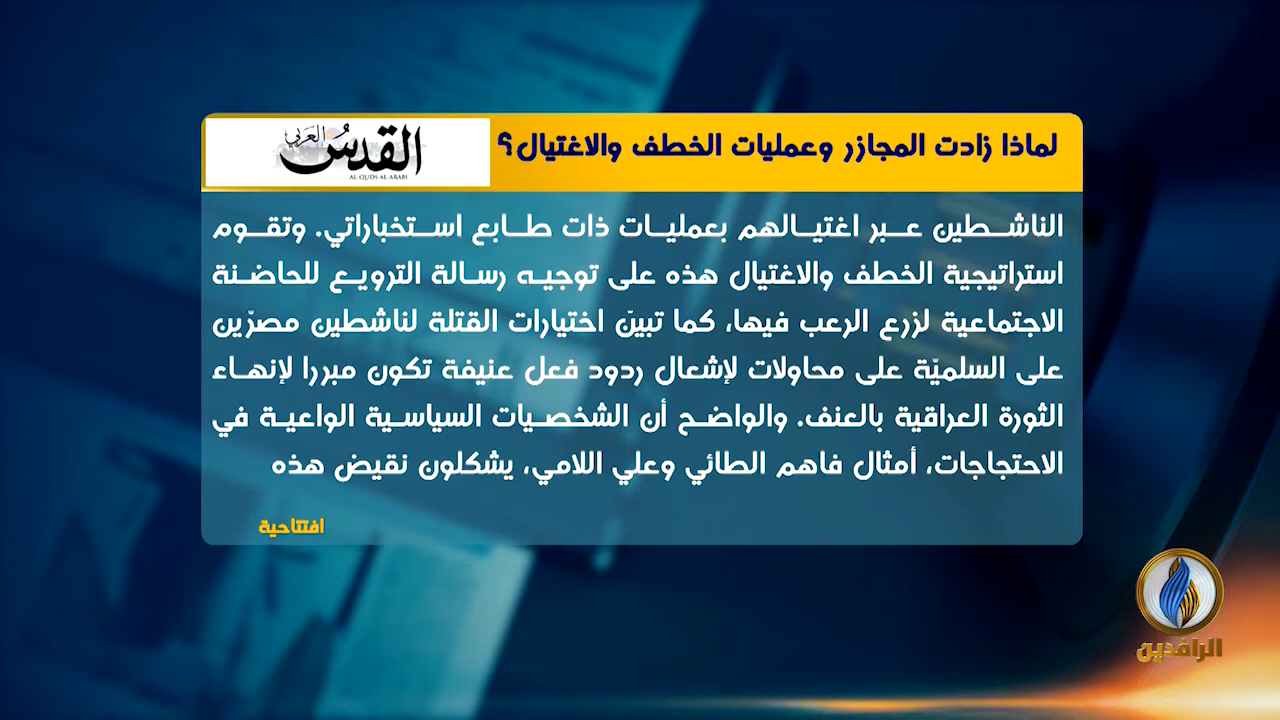 لماذا زادت المجازر وعمليات الخطف والاغتيال؟
القدس العربي
AL-QUDS AL-ARABI
الناشطين عبر اغتيالهم بعمليات ذات طابع استخباراتي. وتقوم
استراتيجية الخطف والاغتيال هذه على توجيه رسالة الترويع للحاضنة
الاجتماعية لزرع الرعب فيها، كما تبيّن اختيارات القتلة لناشطين مصرّين
على السلميّة على محاولات لإشعال ردود فعل عنيفة تكون مبررا لإنهاء
الثورة العراقية بالعنف. والواضح أن الشخصيات السياسية الواعية في
الاحتجاجات، أمثال فاهم الطائي وعلي اللامي، يشكلون نقيض هذه
افتتاحية
الرافدين